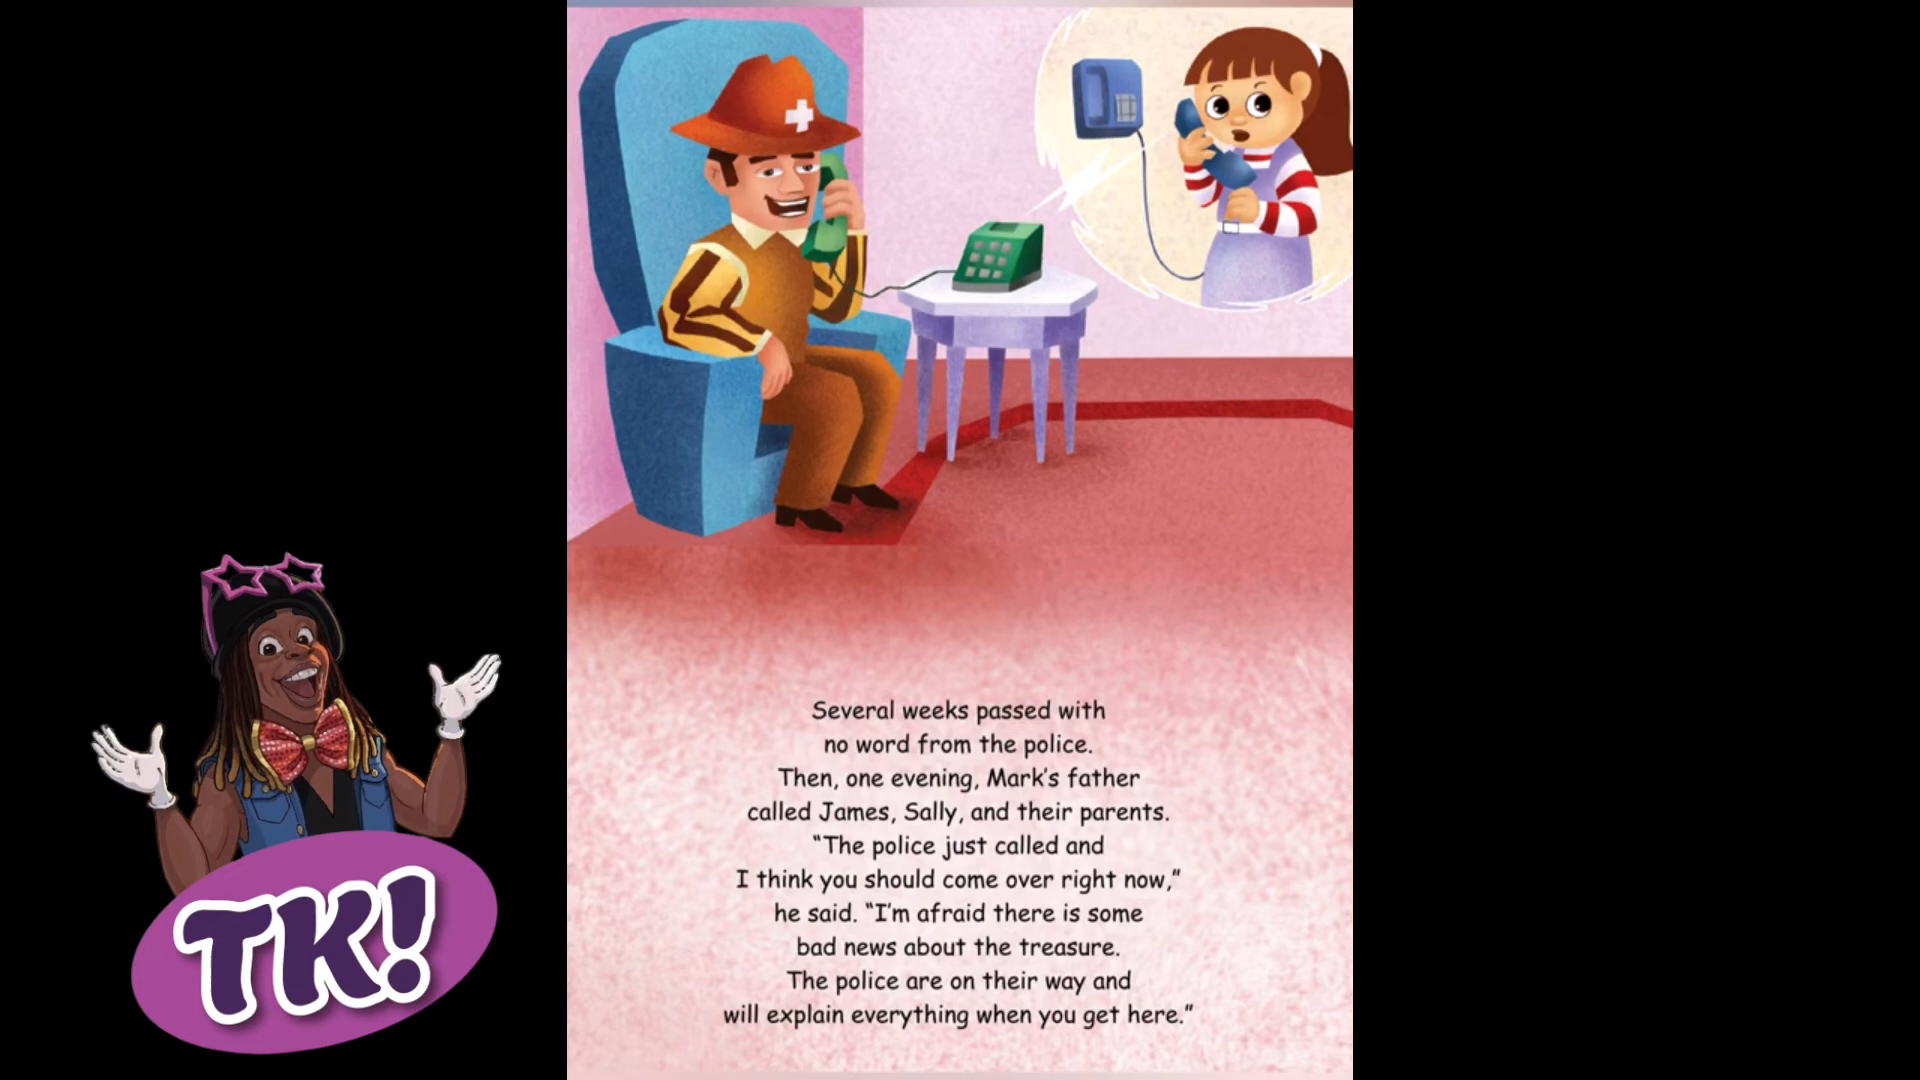 Several weeks passed with
no word from the police.
Then, one evening, Mark's father
called James, Sally, and their parents.
“The police just called and
I think you should come over right now,”
he said. “I'm afraid there is some
bad news about the treasure.
The police are on their way and
will explain everything when you get here.”
TK!